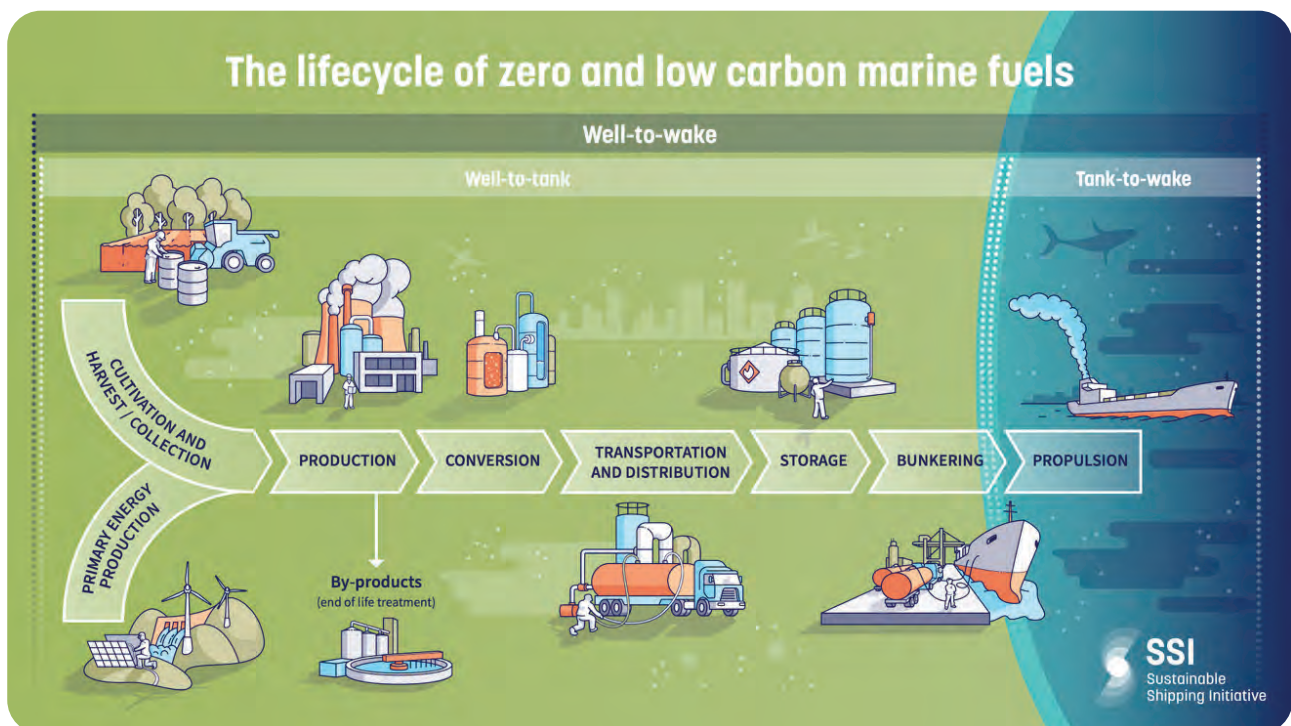 The lifecycle of zero and low carbon marine fuels
Well-to-wake
Well-to-tank
Tank-to-wake
CULTIVATION AND
HARVEST / COLLECTION
PRIMARY ENERGY
PRODUCTION
PRODUCTION
CONVERSION
TRANSPORTATION
AND DISTRIBUTION
STORAGE
BUNKERING
PROPULSION
By-products
(end of life treatment)
SSI
Sustainable
Shipping Initiative